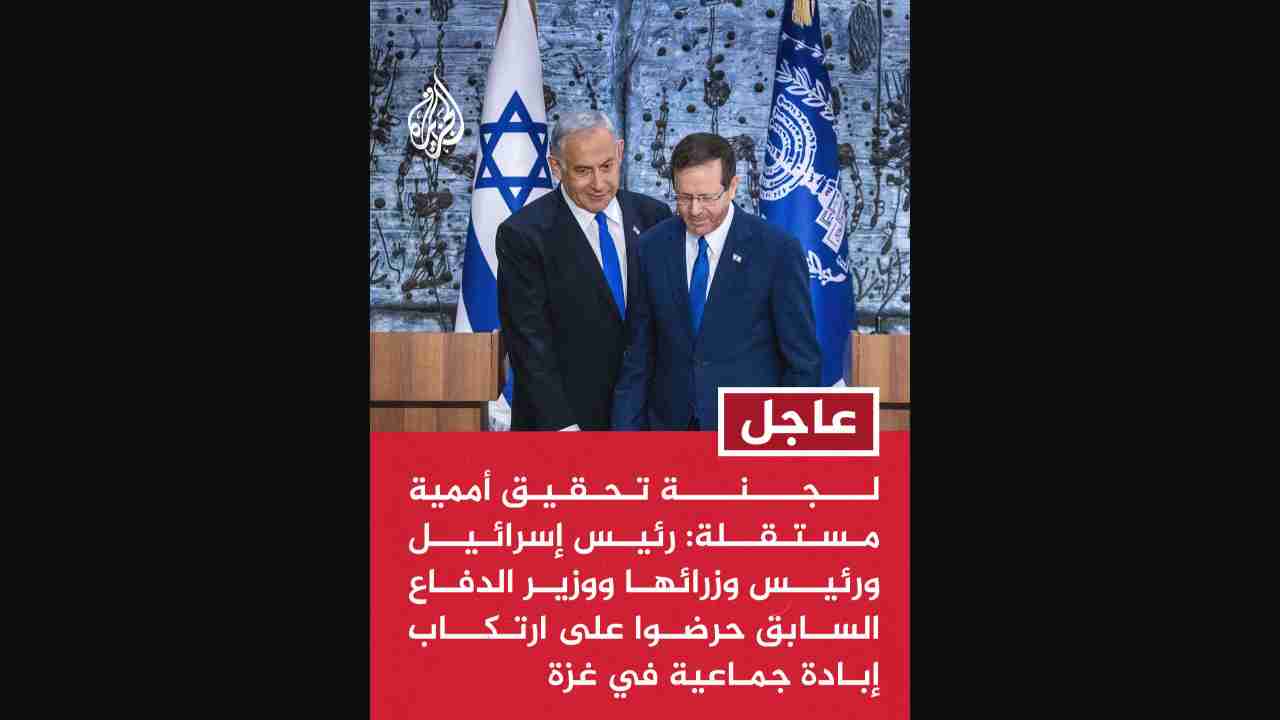 الجزيرة
عاجل
لجنة تحقيق أممية
مستقلة: رئيس إسرائيل
ورئيس وزرائها ووزير الدفاع
السابق حرضوا على ارتكاب
إبادة جماعية في غزة